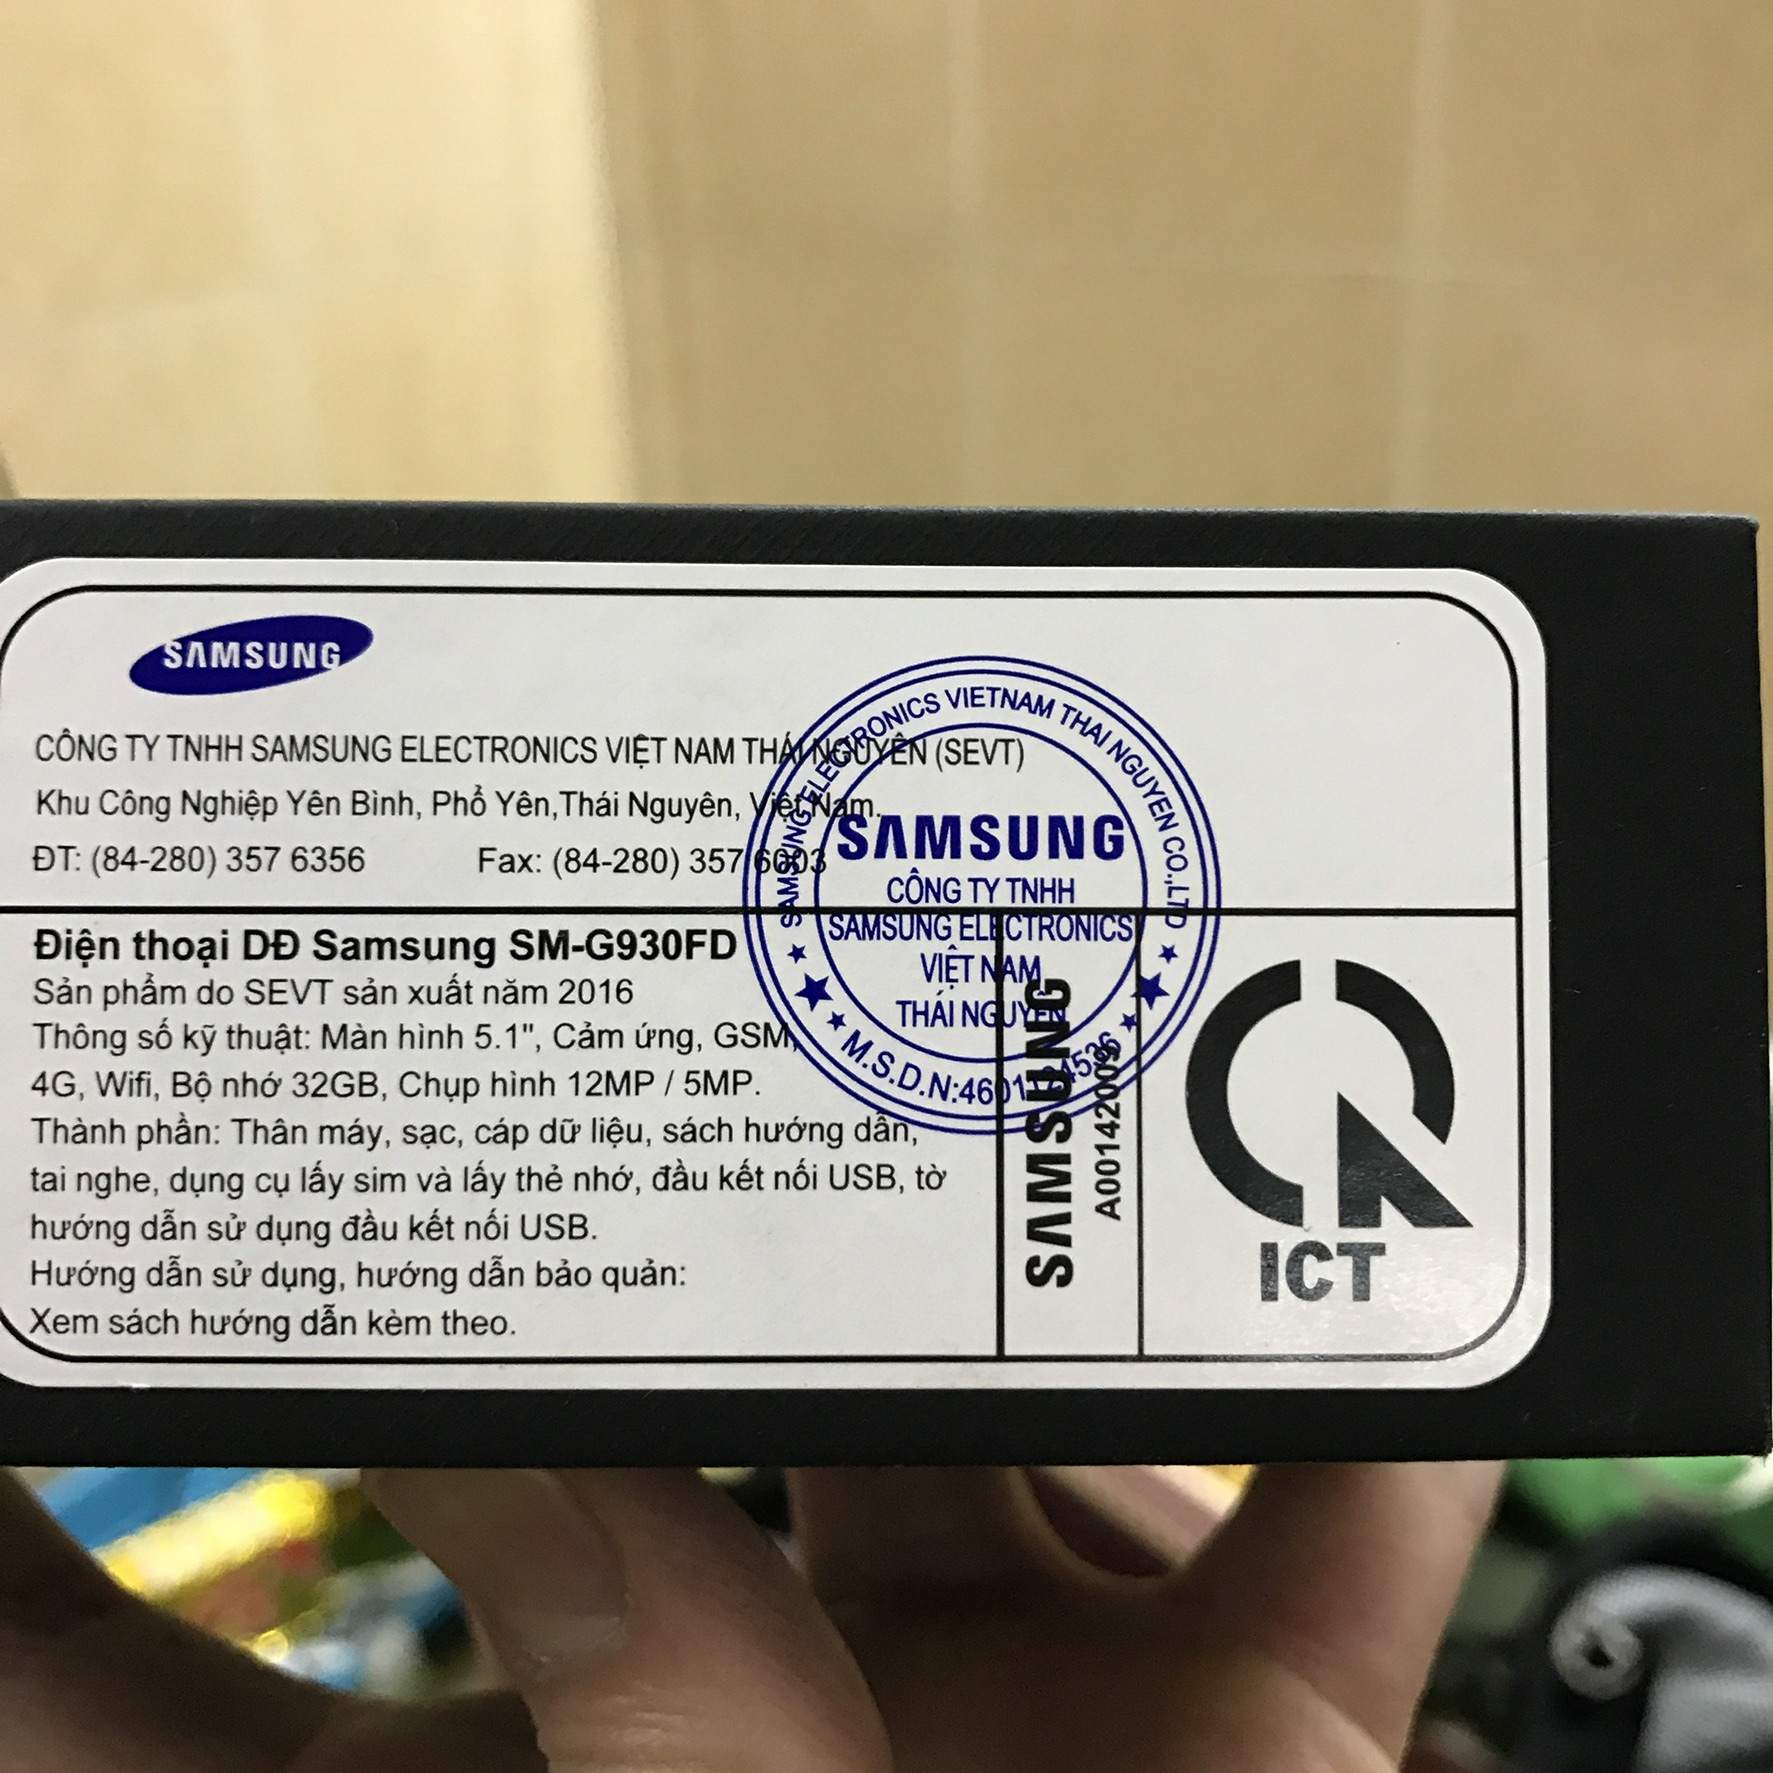 SAMSUNG
CÔNG TY TNHH SAMSUNG ELECTRONICS VIỆT NAM THÁI NGUYÊN (SEVT)
Khu Công Nghiệp Yên Bình, Phổ Yên,Thái Nguyên, Việt Nam.
ĐT: (84-280) 357 6356 Fax: (84-280) 357 6003
SAMSUNG ELECTRONICS VIETNAM THAI NGUYEN CO.,LTD
SAMSUNG
CÔNG TY TNHH
SAMSUNG ELECTRONICS
VIỆT NAM
THÁI NGUYÊN
Điện thoại DĐ Samsung SM-G930FD
Sản phẩm do SEVT sản xuất năm 2016
Thông số kỹ thuật: Màn hình 5.1", Cảm ứng, GSM,
4G, Wifi, Bộ nhớ 32GB, Chụp hình 12MP / 5MP.
Thành phần: Thân máy, sạc, cáp dữ liệu, sách hướng dẫn,
tai nghe, dụng cụ lấy sim và lấy thẻ nhớ, đầu kết nối USB, tờ
hướng dẫn sử dụng đầu kết nối USB.
Hướng dẫn sử dụng, hướng dẫn bảo quản:
Xem sách hướng dẫn kèm theo.
SAMSUNG
ICT